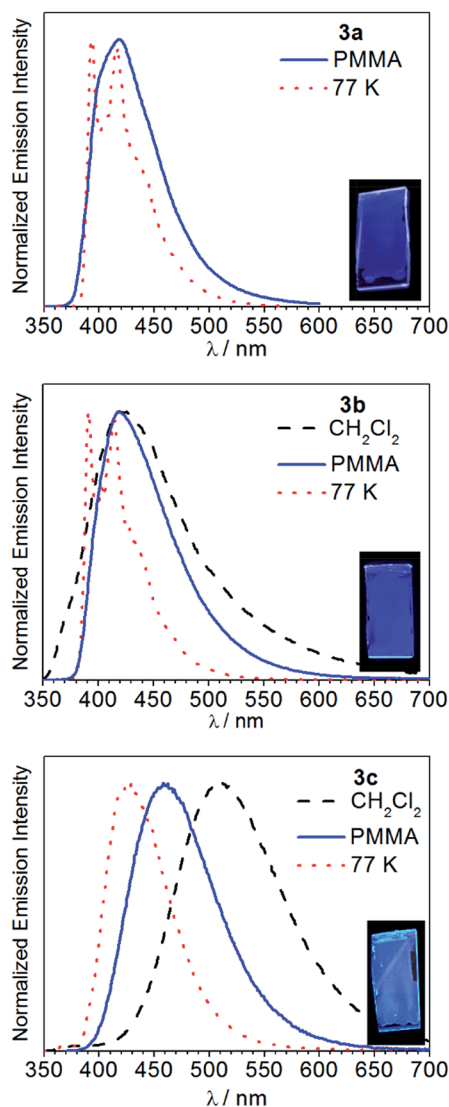 3a
PMMA
77 K
Normalized Emission Intensity
350 400 450 500 550 600 650 700
λ / nm
3b
CH₂Cl₂
PMMA
77 K
Normalized Emission Intensity
350 400 450 500 550 600 650 700
λ / nm
3c
CH₂Cl₂
PMMA
77 K
Normalized Emission Intensity
350 400 450 500 550 600 650 700
λ / nm